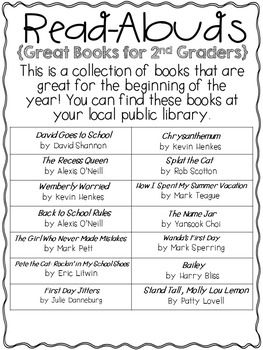 Read-Alouds
{Great Books for 2nd Graders}
This is a collection of books that are
great for the beginning of the
year! You can find these books at
your local public library.
David Goes to School
by David Shannon
Chrysanthemum
by Kevin Henkes
The Recess Queen
by Alexis O'Neill
Splat the Cat
by Rob Scotton
Wemberly Worried
by Kevin Henkes
How I Spent My Summer Vacation
by Mark Teague
Back to School Rules
by Alexis O'Neill
The Name Jar
by Yansook Choi
The Girl Who Never Made Mistakes
by Mark Pett
Wanda's First Day
by Mark Sperring
Pete the Cat: Rockin' in My School Shoes
by Eric Litwin
Bailey
by Harry Bliss
First Day Jitters
by Julie Danneburg
Stand Tall, Molly Lou Lemon
By Patty Lovell